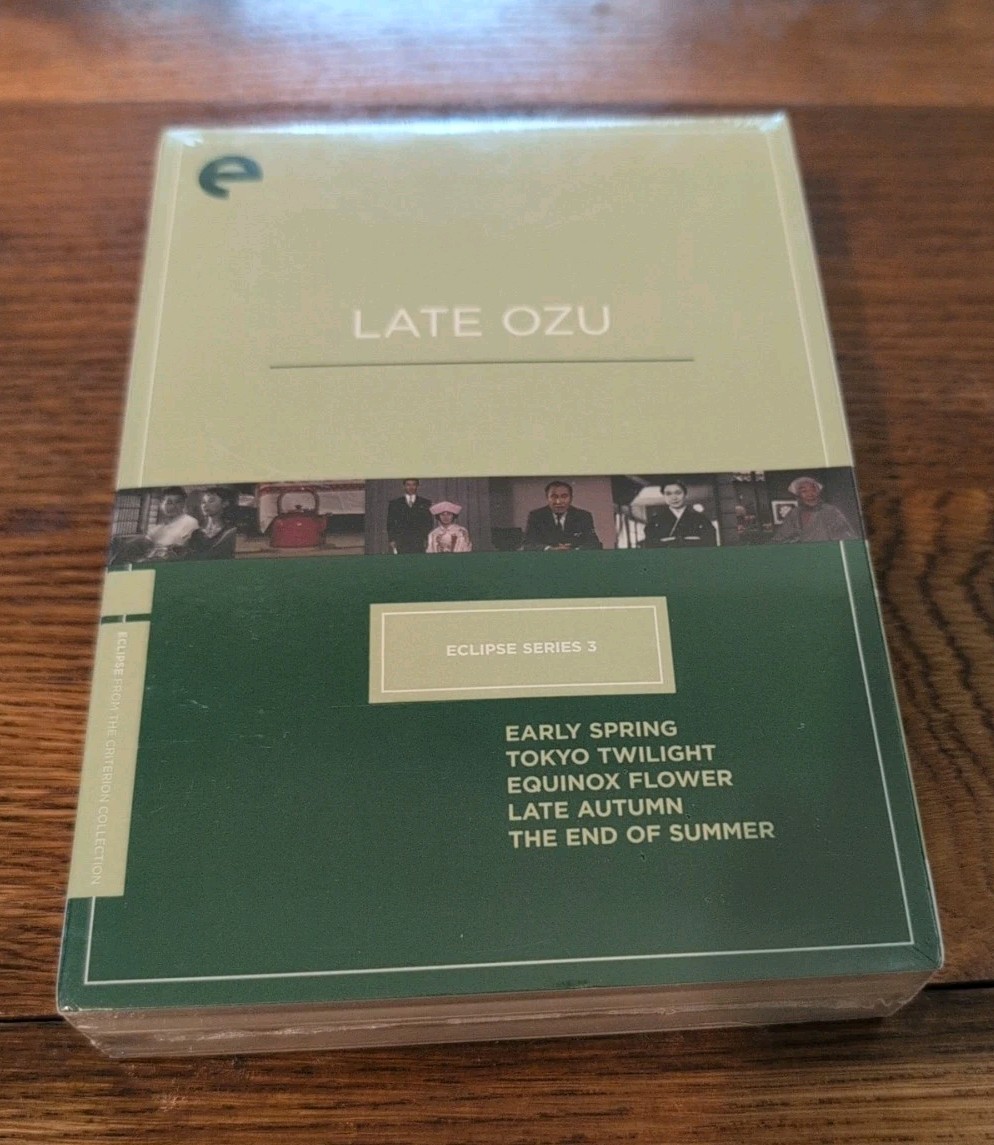 e
LATE OZU
ECLIPSE SERIES 3
EARLY SPRING
TOKYO TWILIGHT
EQUINOX FLOWER
LATE AUTUMN
THE END OF SUMMER
ECLIPSE FROM THE CRITERION COLLECTION